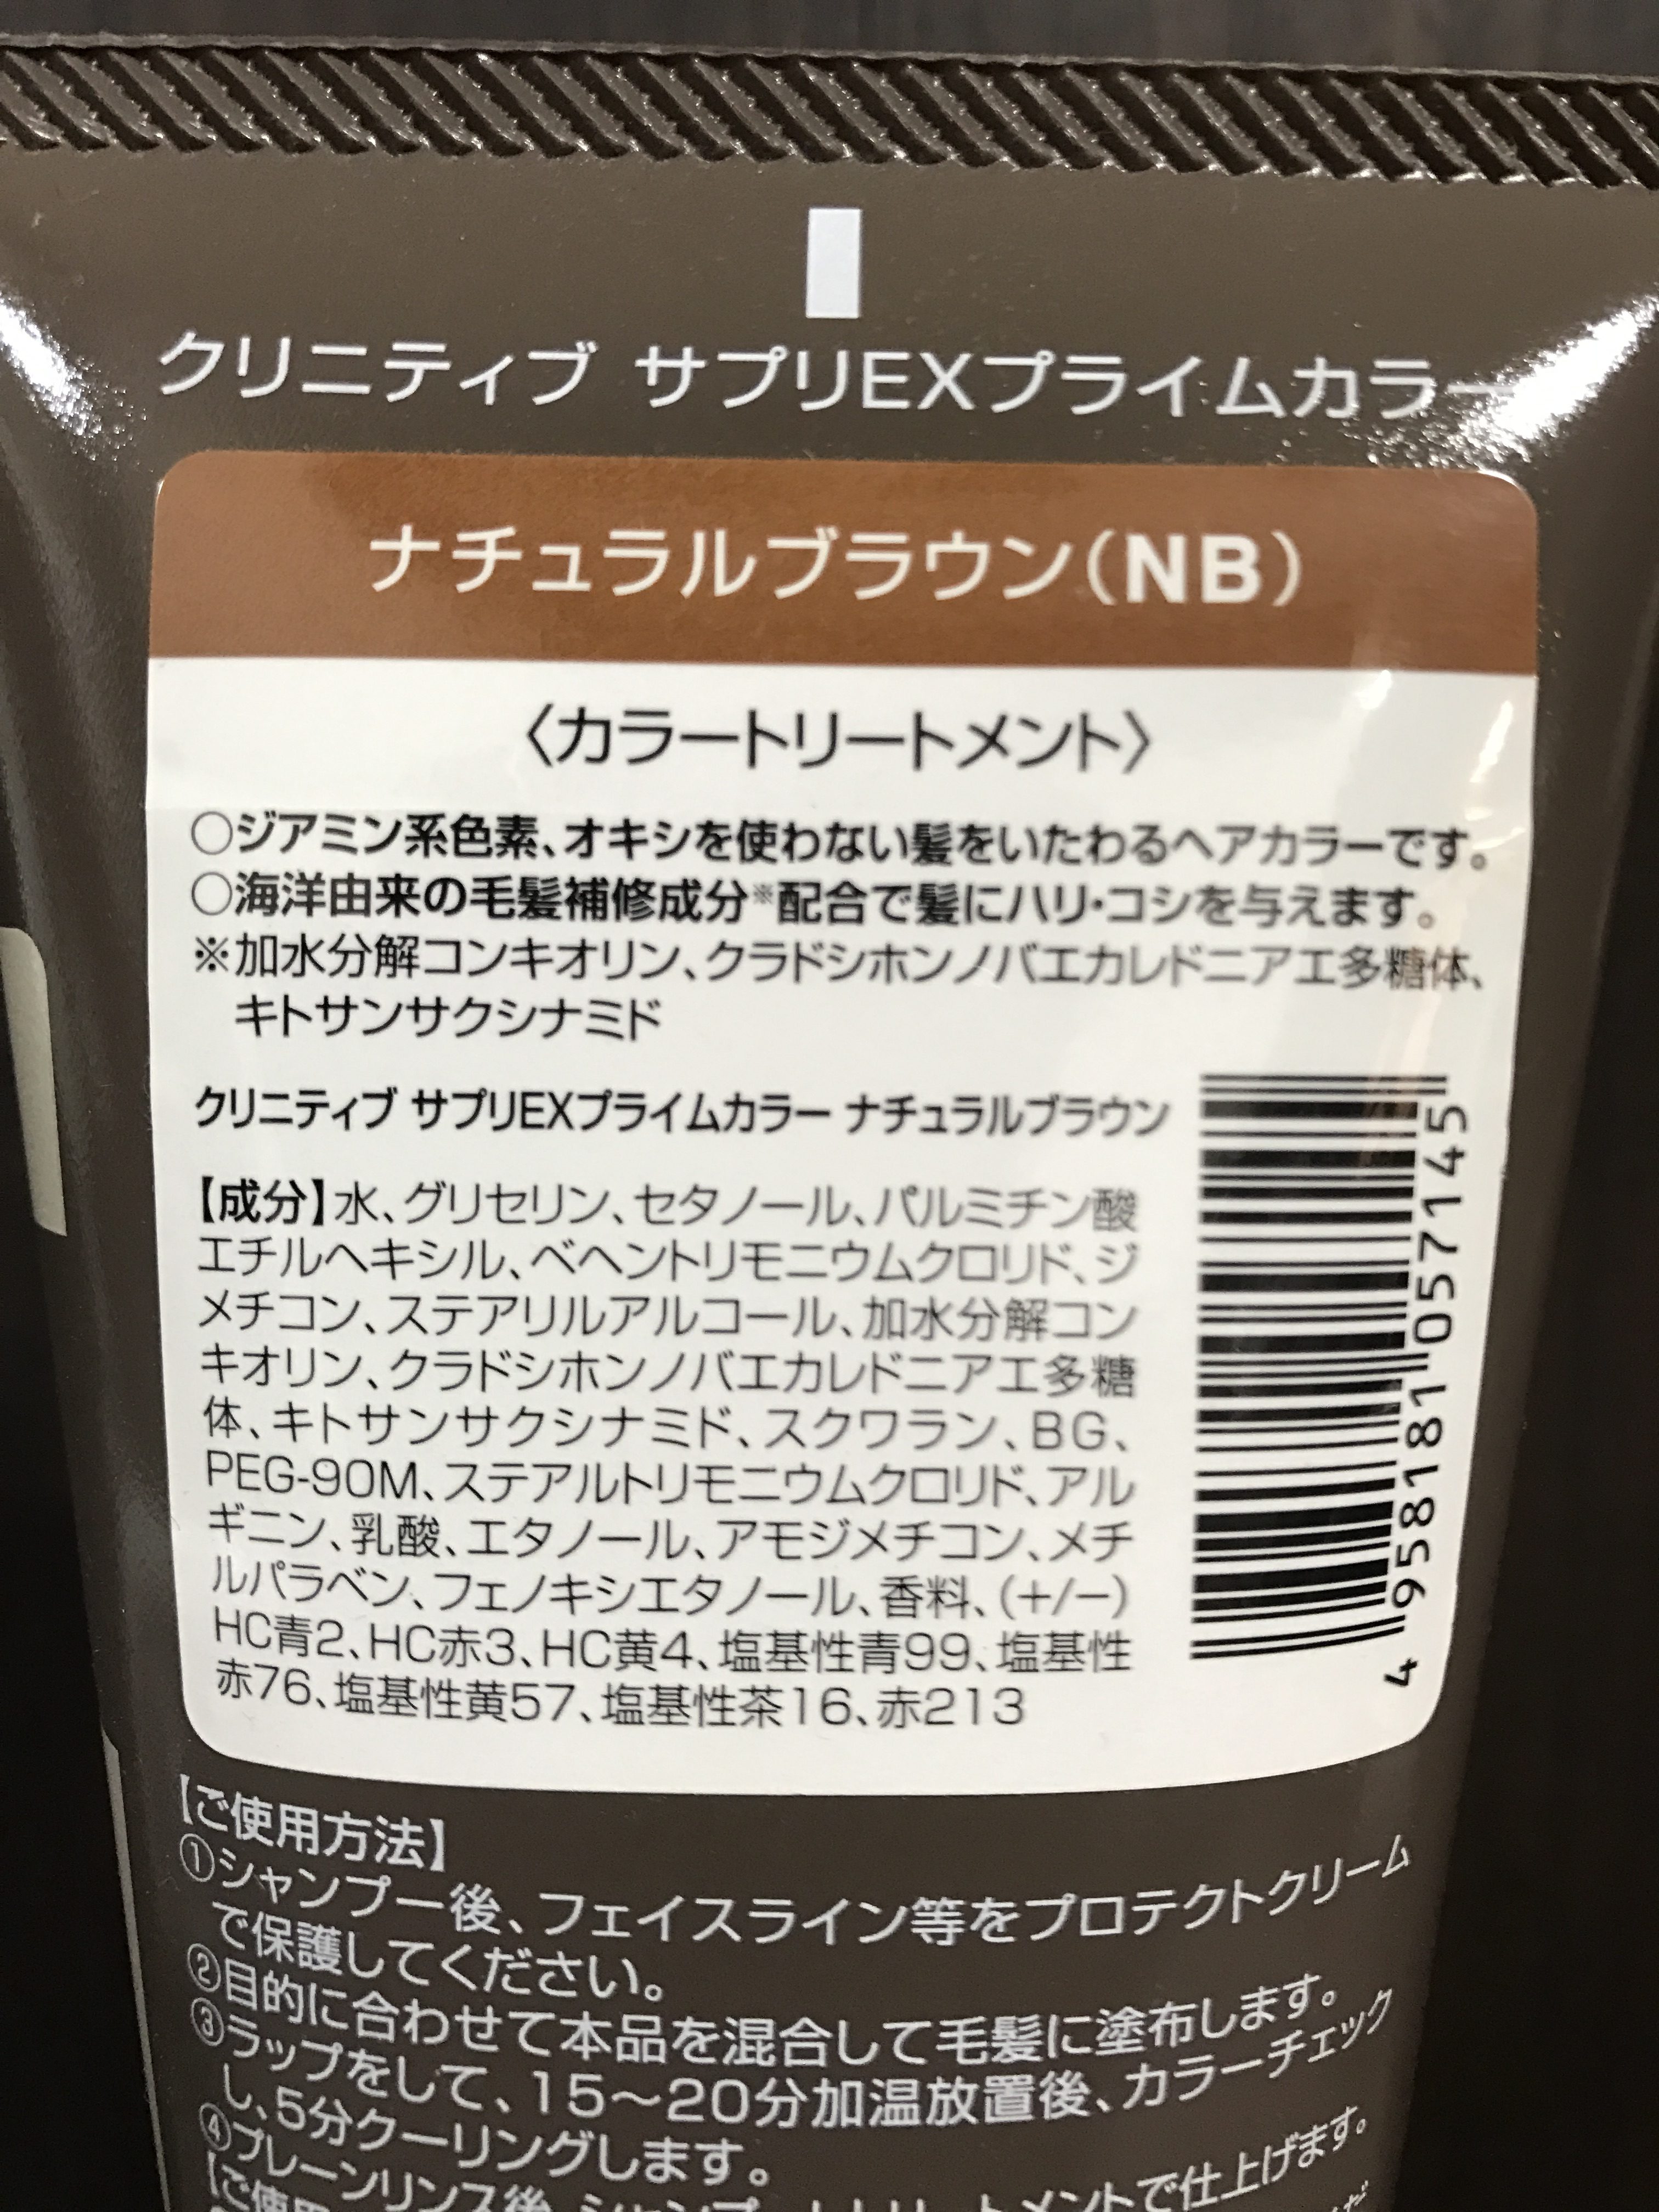 クリニティブ サプリEXプライムカラー
ナチュラルブラウン(NB)
〈カラートリートメント〉
○ジアミン系色素、オキシを使わない髪をいたわるヘアカラーです。
○海洋由来の毛髪補修成分※配合で髪にハリ・コシを与えます。
※加水分解コンキオリン、クラドシホンノバエカレドニアエ多糖体、
キトサンサクシナミド
クリニティブ サプリEXプライムカラー ナチュラルブラウン
【成分】水、グリセリン、セタノール、パルミチン酸
エチルヘキシル、ベヘントリモニウムクロリド、ジ
メチコン、ステアリルアルコール、加水分解コン
キオリン、クラドシホンノバエカレドニアエ多糖
体、キトサンサクシナミド、スクワラン、BG、
PEG-90M、ステアルトリモニウムクロリド、アル
ギニン、乳酸、エタノール、アモジメチコン、メチ
ルパラベン、フェノキシエタノール、香料、(+/−)
HC青2、HC赤3、HC黄4、塩基性青99、塩基性
赤76、塩基性黄57、塩基性茶16、赤213
4 958181 057145
【ご使用方法】
①シャンプー後、フェイスライン等をプロテクトクリーム
で保護してください。
②目的に合わせて本品を混合して毛髪に塗布します。
③ラップをして、15〜20分加温放置後、カラーチェック
し、5分クーリングします。
④プレーンリンス後、シャンプー、トリートメントで仕上げます。
【ご使用